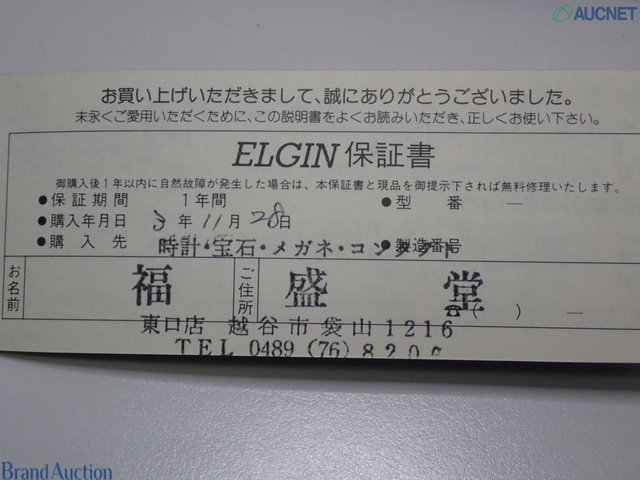 AUCNET
お買い上げいただきまして、誠にありがとうございました。
末永くご愛用いただくために、この説明書をよくお読みいただき、正しくお使い下さい。
ELGIN 保証書
御購入後1年以内に自然故障が発生した場合は、本保証書と現品を御提示下されば無料修理いたします。
●保証期間 1年間 ●型番 —
●購入年月日 3年11月28日
●購入先 時計・宝石・メガネ・コンタクト ●製造番号
お名前 福 ご住所 盛堂 ☎( ) —
東口店 越谷市袋山1216
TEL 0489 (76) 820
Brand Auction